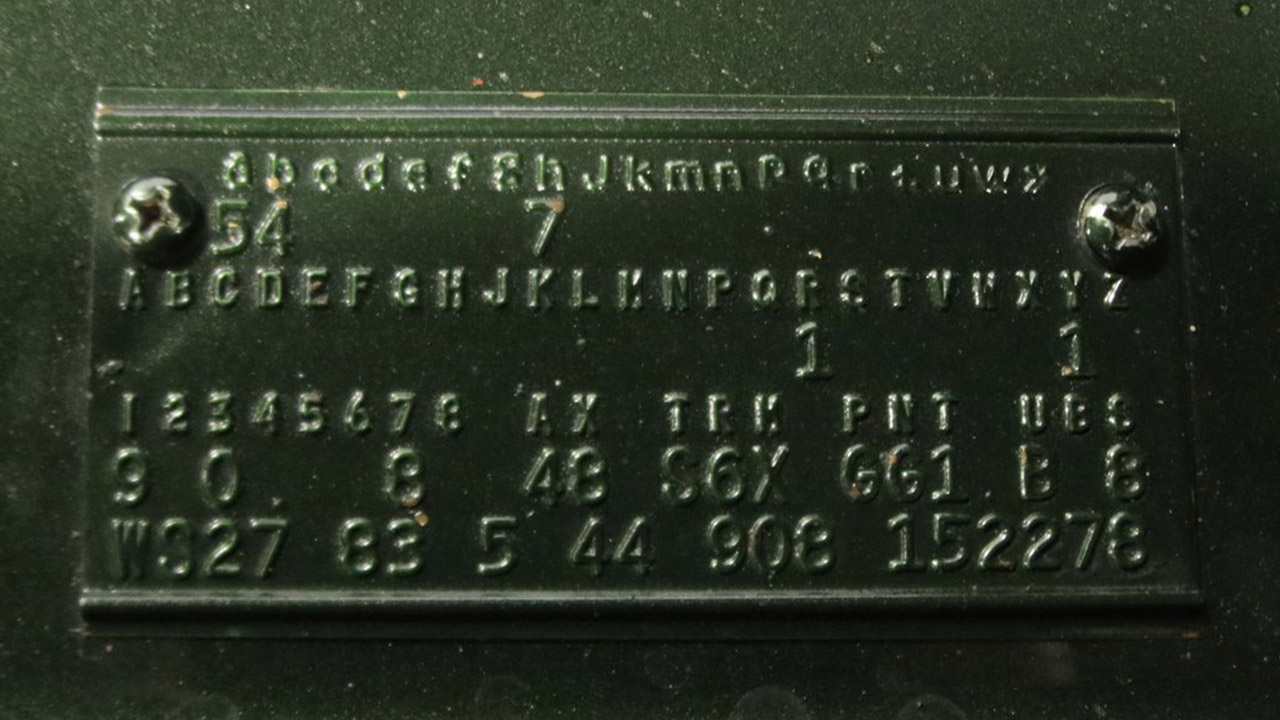 a b c d e f g h J k m n P Q r t u w x
54 7
A B C D E F G H J K L M N P Q R S T V W X Y Z
1 1
1 2 3 4 5 6 7 8 AX TRM PNT UBS
9 0 8 48 S6X GG1 B 8
WS27 83 5 44 908 152278